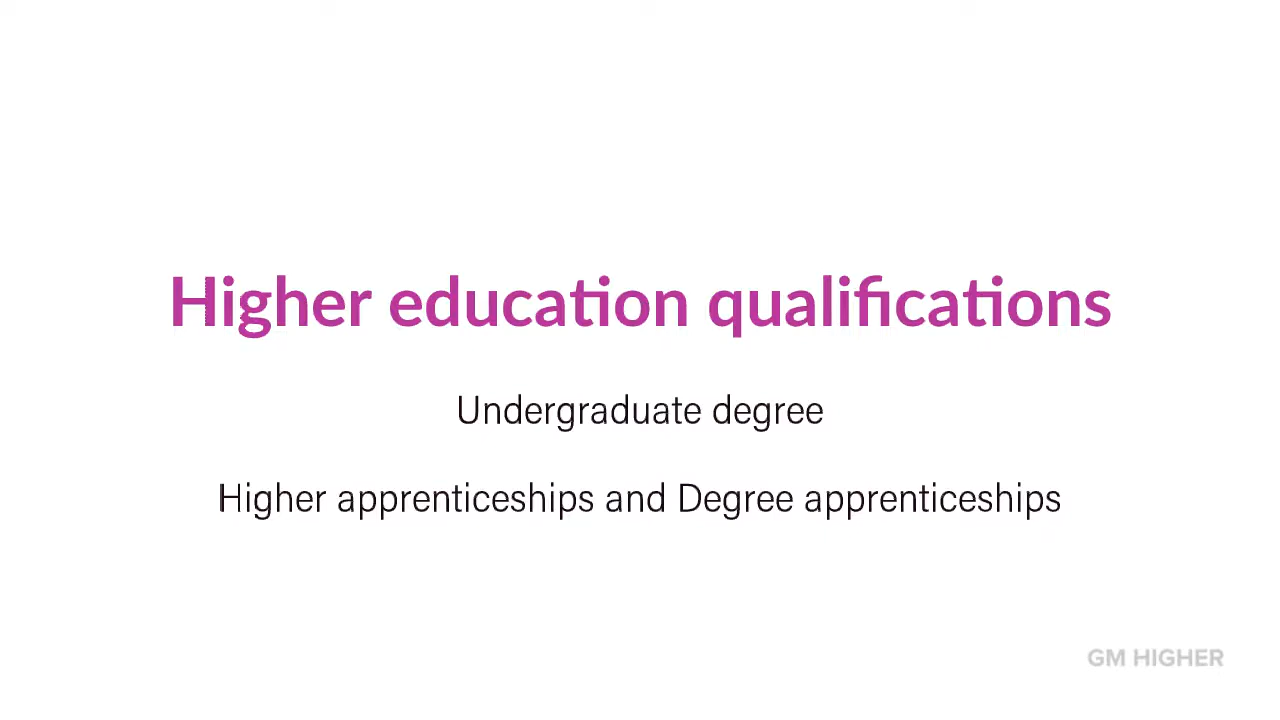 Higher education qualifications
Undergraduate degree
Higher apprenticeships and Degree apprenticeships
GM HIGHER